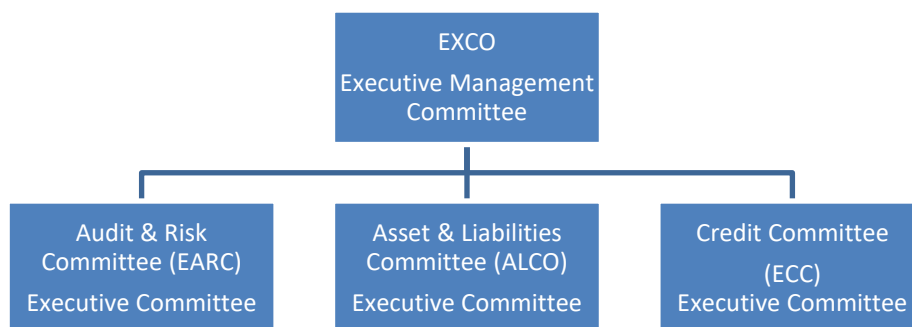 EXCO
Executive Management
Committee
Audit & Risk
Committee (EARC)
Executive Committee
Asset & Liabilities
Committee (ALCO)
Executive Committee
Credit Committee
(ECC)
Executive Committee